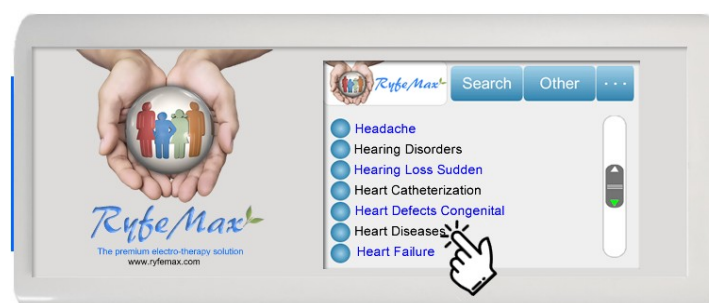 RyfeMax
The premium electro-therapy solution
www.ryfemax.com
RyfeMax
Search
Other
...
Headache
Hearing Disorders
Hearing Loss Sudden
Heart Catheterization
Heart Defects Congenital
Heart Diseases
Heart Failure